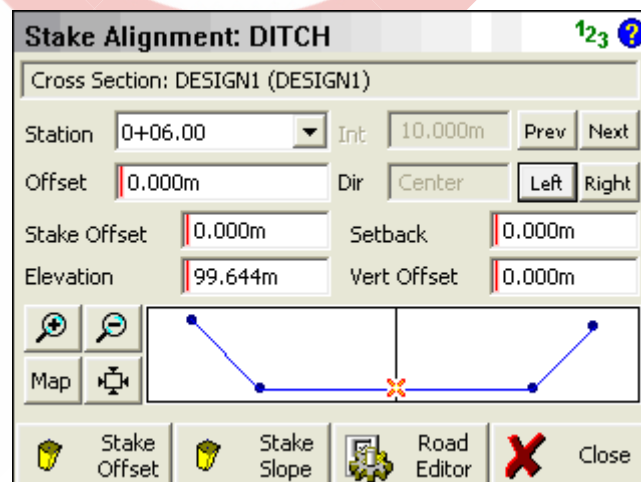 Stake Alignment: DITCH 123 ?
Cross Section: DESIGN1 (DESIGN1)
Station 0+06.00 Int 10.000m Prev Next
Offset 0.000m Dir Center Left Right
Stake Offset 0.000m Setback 0.000m
Elevation 99.644m Vert Offset 0.000m
Map
Stake Offset Stake Slope Road Editor Close